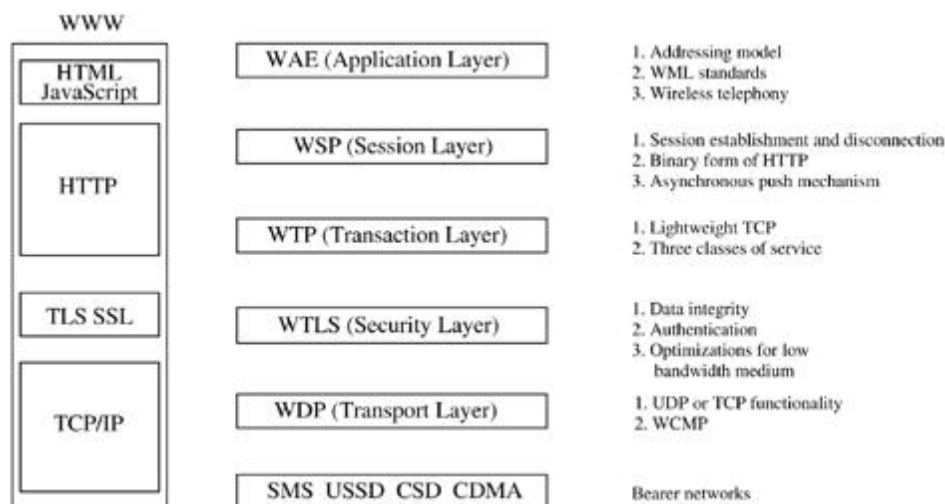 WWW
HTML
JavaScript
HTTP
TLS SSL
TCP/IP
WAE (Application Layer)
WSP (Session Layer)
WTP (Transaction Layer)
WTLS (Security Layer)
WDP (Transport Layer)
SMS USSD CSD CDMA
1. Addressing model
2. WML standards
3. Wireless telephony
1. Session establishment and disconnection
2. Binary form of HTTP
3. Asynchronous push mechanism
1. Lightweight TCP
2. Three classes of service
1. Data integrity
2. Authentication
3. Optimizations for low
bandwidth medium
1. UDP or TCP functionality
2. WCMP
Bearer networks